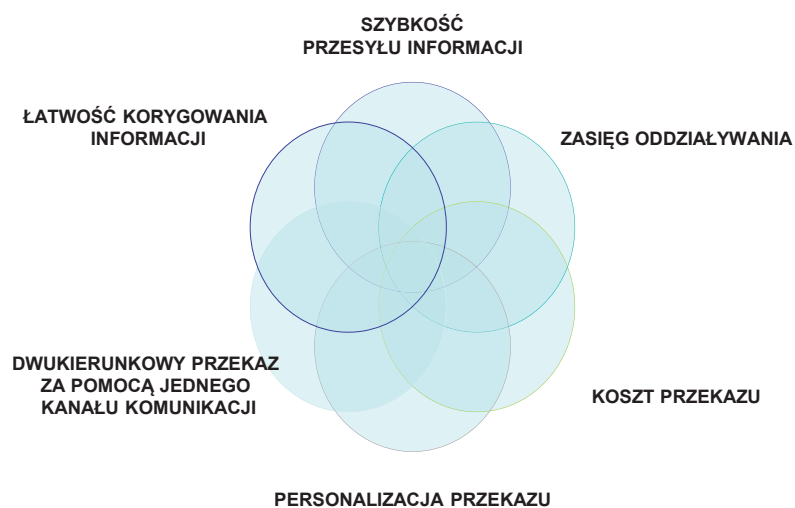 SZYBKOŚĆ
PRZESYŁU INFORMACJI
ŁATWOŚĆ KORYGOWANIA
INFORMACJI
ZASIĘG ODDZIAŁYWANIA
DWUKIERUNKOWY PRZEKAZ
ZA POMOCĄ JEDNEGO
KANAŁU KOMUNIKACJI
KOSZT PRZEKAZU
PERSONALIZACJA PRZEKAZU